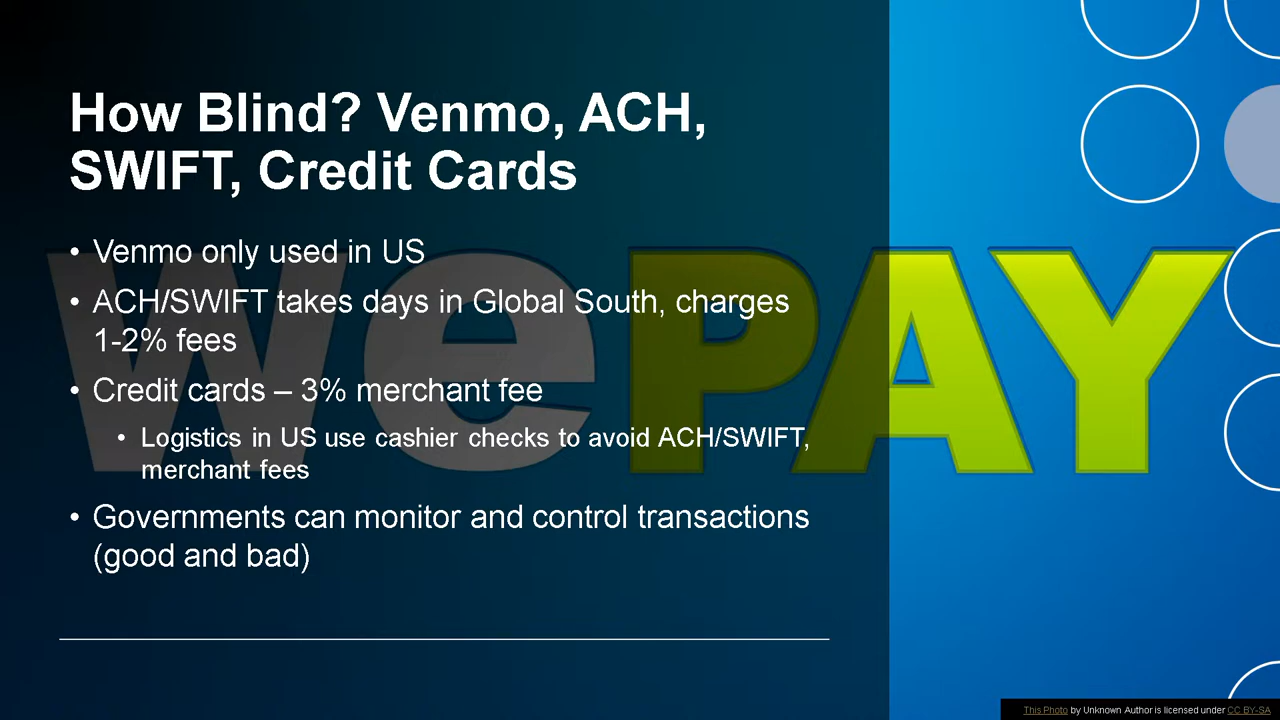 How Blind? Venmo, ACH,
SWIFT, Credit Cards
• Venmo only used in US
• ACH/SWIFT takes days in Global South, charges
1-2% fees
• Credit cards – 3% merchant fee
• Logistics in US use cashier checks to avoid ACH/SWIFT,
merchant fees
• Governments can monitor and control transactions
(good and bad)
wePAY
This Photo by Unknown Author is licensed under CC BY-SA